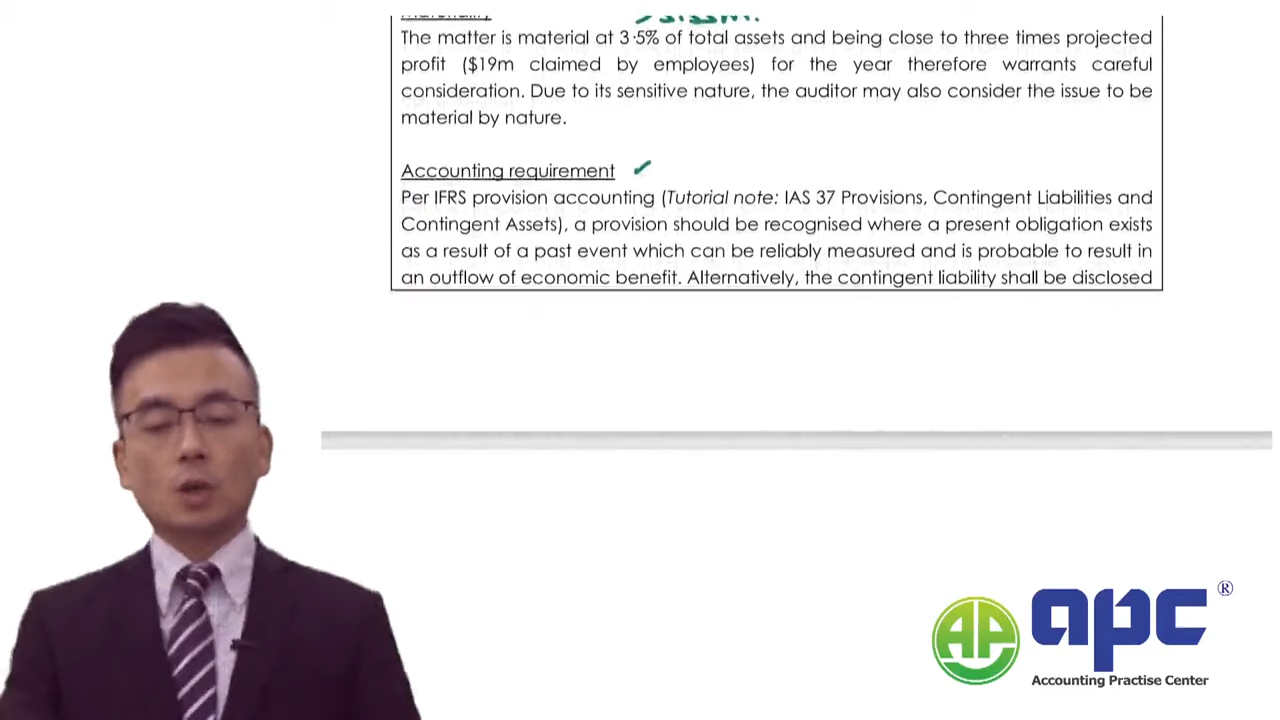 The matter is material at 3·5% of total assets and being close to three times projected
profit ($19m claimed by employees) for the year therefore warrants careful
consideration. Due to its sensitive nature, the auditor may also consider the issue to be
material by nature.
Accounting requirement
Per IFRS provision accounting (Tutorial note: IAS 37 Provisions, Contingent Liabilities and
Contingent Assets), a provision should be recognised where a present obligation exists
as a result of a past event which can be reliably measured and is probable to result in
an outflow of economic benefit. Alternatively, the contingent liability shall be disclosed
AP apc ®
Accounting Practise Center